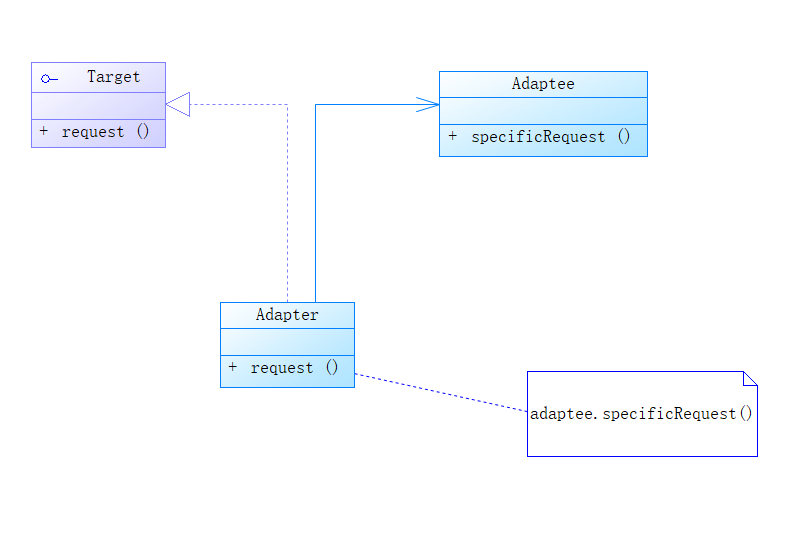 Target
+ request ()
Adaptee
+ specificRequest ()
Adapter
+ request ()
adaptee.specificRequest()